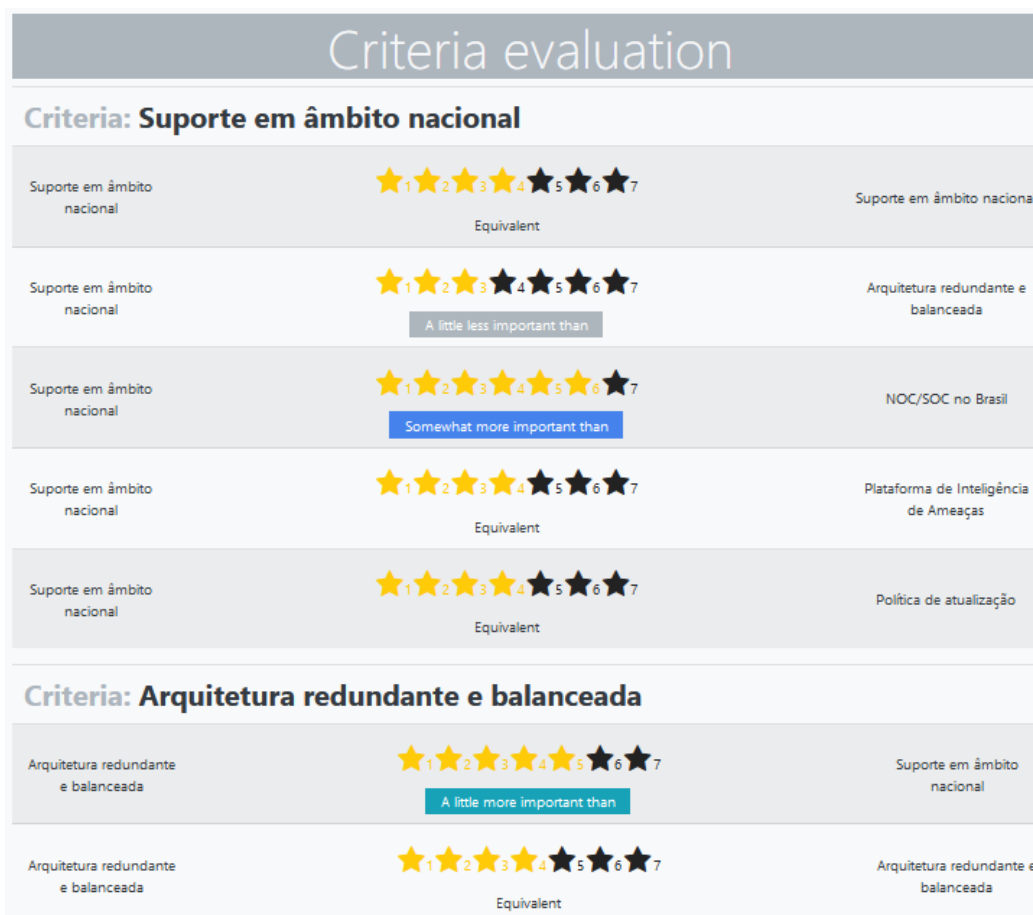 Criteria evaluation
Criteria: Suporte em âmbito nacional
Suporte em âmbito
nacional
1 2 3 4 5 6 7
Equivalent
Suporte em âmbito naciona
Suporte em âmbito
nacional
1 2 3 4 5 6 7
A little less important than
Arquitetura redundante e
balanceada
Suporte em âmbito
nacional
1 2 3 4 5 6 7
Somewhat more important than
NOC/SOC no Brasil
Suporte em âmbito
nacional
1 2 3 4 5 6 7
Equivalent
Plataforma de Inteligência
de Ameaças
Suporte em âmbito
nacional
1 2 3 4 5 6 7
Equivalent
Política de atualização
Criteria: Arquitetura redundante e balanceada
Arquitetura redundante
e balanceada
1 2 3 4 5 6 7
A little more important than
Suporte em âmbito
nacional
Arquitetura redundante
e balanceada
1 2 3 4 5 6 7
Equivalent
Arquitetura redundante e
balanceada